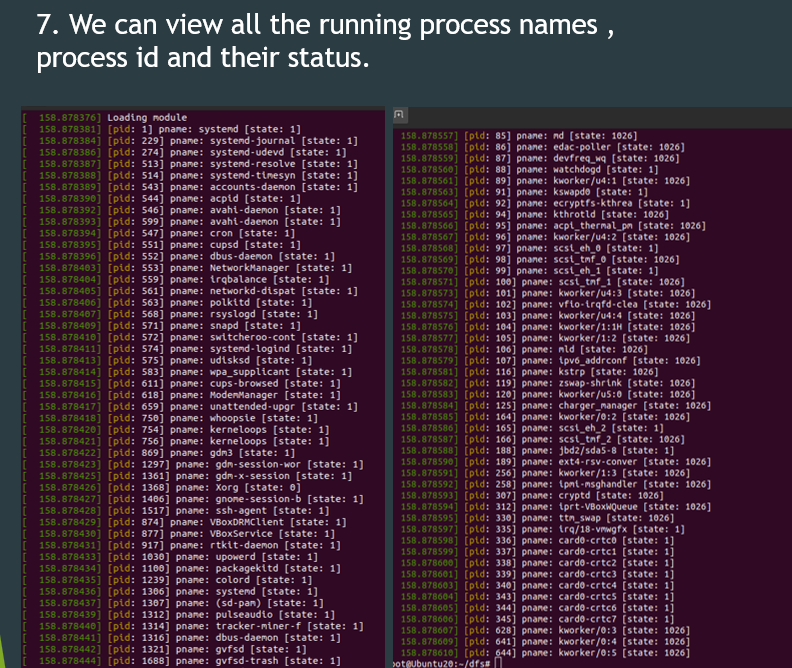 7. We can view all the running process names ,
process id and their status.
[  158.878376] Loading module
[  158.878381] [pid: 1] pname: systemd [state: 1]
[  158.878384] [pid: 229] pname: systemd-journal [state: 1]
[  158.878386] [pid: 274] pname: systemd-udevd [state: 1]
[  158.878387] [pid: 513] pname: systemd-resolve [state: 1]
[  158.878388] [pid: 514] pname: systemd-timesyn [state: 1]
[  158.878389] [pid: 543] pname: accounts-daemon [state: 1]
[  158.878390] [pid: 544] pname: acpid [state: 1]
[  158.878392] [pid: 546] pname: avahi-daemon [state: 1]
[  158.878393] [pid: 599] pname: avahi-daemon [state: 1]
[  158.878394] [pid: 547] pname: cron [state: 1]
[  158.878395] [pid: 551] pname: cupsd [state: 1]
[  158.878396] [pid: 552] pname: dbus-daemon [state: 1]
[  158.878403] [pid: 553] pname: NetworkManager [state: 1]
[  158.878404] [pid: 559] pname: irqbalance [state: 1]
[  158.878405] [pid: 561] pname: networkd-dispat [state: 1]
[  158.878406] [pid: 563] pname: polkitd [state: 1]
[  158.878407] [pid: 568] pname: rsyslogd [state: 1]
[  158.878409] [pid: 571] pname: snapd [state: 1]
[  158.878410] [pid: 572] pname: switcheroo-cont [state: 1]
[  158.878411] [pid: 574] pname: systemd-logind [state: 1]
[  158.878413] [pid: 575] pname: udisksd [state: 1]
[  158.878414] [pid: 583] pname: wpa_supplicant [state: 1]
[  158.878415] [pid: 611] pname: cups-browsed [state: 1]
[  158.878416] [pid: 618] pname: ModemManager [state: 1]
[  158.878417] [pid: 659] pname: unattended-upgr [state: 1]
[  158.878418] [pid: 750] pname: whoopsie [state: 1]
[  158.878420] [pid: 754] pname: kerneloops [state: 1]
[  158.878421] [pid: 756] pname: kerneloops [state: 1]
[  158.878422] [pid: 869] pname: gdm3 [state: 1]
[  158.878423] [pid: 1297] pname: gdm-session-wor [state: 1]
[  158.878425] [pid: 1361] pname: gdm-x-session [state: 1]
[  158.878426] [pid: 1368] pname: Xorg [state: 0]
[  158.878427] [pid: 1406] pname: gnome-session-b [state: 1]
[  158.878428] [pid: 1517] pname: ssh-agent [state: 1]
[  158.878429] [pid: 874] pname: VBoxDRMClient [state: 1]
[  158.878430] [pid: 877] pname: VBoxService [state: 1]
[  158.878431] [pid: 917] pname: rtkit-daemon [state: 1]
[  158.878433] [pid: 1030] pname: upowerd [state: 1]
[  158.878434] [pid: 1100] pname: packagekitd [state: 1]
[  158.878435] [pid: 1239] pname: colord [state: 1]
[  158.878436] [pid: 1306] pname: systemd [state: 1]
[  158.878437] [pid: 1307] pname: (sd-pam) [state: 1]
[  158.878439] [pid: 1312] pname: pulseaudio [state: 1]
[  158.878440] [pid: 1314] pname: tracker-miner-f [state: 1]
[  158.878441] [pid: 1316] pname: dbus-daemon [state: 1]
[  158.878442] [pid: 1321] pname: gvfsd [state: 1]
[  158.878444] [pid: 1688] pname: gvfsd-trash [state: 1]
158.878557] [pid: 85] pname: md [state: 1026]
158.878558] [pid: 86] pname: edac-poller [state: 1026]
158.878559] [pid: 87] pname: devfreq_wq [state: 1026]
158.878560] [pid: 88] pname: watchdogd [state: 1]
158.878561] [pid: 89] pname: kworker/u4:1 [state: 1026]
158.878563] [pid: 91] pname: kswapd0 [state: 1]
158.878564] [pid: 92] pname: ecryptfs-kthrea [state: 1]
158.878565] [pid: 94] pname: kthrotld [state: 1026]
158.878566] [pid: 95] pname: acpi_thermal_pm [state: 1026]
158.878567] [pid: 96] pname: kworker/u4:2 [state: 1026]
158.878568] [pid: 97] pname: scsi_eh_0 [state: 1]
158.878569] [pid: 98] pname: scsi_tmf_0 [state: 1026]
158.878570] [pid: 99] pname: scsi_eh_1 [state: 1]
158.878571] [pid: 100] pname: scsi_tmf_1 [state: 1026]
158.878573] [pid: 101] pname: kworker/u4:3 [state: 1026]
158.878574] [pid: 102] pname: vfio-irqfd-clea [state: 1026]
158.878575] [pid: 103] pname: kworker/u4:4 [state: 1026]
158.878576] [pid: 104] pname: kworker/1:1H [state: 1026]
158.878577] [pid: 105] pname: kworker/1:2 [state: 1026]
158.878578] [pid: 106] pname: mld [state: 1026]
158.878579] [pid: 107] pname: ipv6_addrconf [state: 1026]
158.878581] [pid: 116] pname: kstrp [state: 1026]
158.878582] [pid: 119] pname: zswap-shrink [state: 1026]
158.878583] [pid: 120] pname: kworker/u5:0 [state: 1026]
158.878584] [pid: 125] pname: charger_manager [state: 1026]
158.878585] [pid: 164] pname: kworker/0:2 [state: 1026]
158.878586] [pid: 165] pname: scsi_eh_2 [state: 1]
158.878587] [pid: 166] pname: scsi_tmf_2 [state: 1026]
158.878588] [pid: 188] pname: jbd2/sda5-8 [state: 1]
158.878590] [pid: 189] pname: ext4-rsv-conver [state: 1026]
158.878591] [pid: 256] pname: kworker/1:3 [state: 1026]
158.878592] [pid: 258] pname: ipmi-msghandler [state: 1026]
158.878593] [pid: 307] pname: cryptd [state: 1026]
158.878594] [pid: 312] pname: iprt-VBoxWQueue [state: 1026]
158.878595] [pid: 330] pname: ttm_swap [state: 1026]
158.878597] [pid: 335] pname: irq/18-vmwgfx [state: 1]
158.878598] [pid: 336] pname: card0-crtc0 [state: 1]
158.878599] [pid: 337] pname: card0-crtc1 [state: 1]
158.878600] [pid: 338] pname: card0-crtc2 [state: 1]
158.878601] [pid: 339] pname: card0-crtc3 [state: 1]
158.878603] [pid: 340] pname: card0-crtc4 [state: 1]
158.878604] [pid: 343] pname: card0-crtc5 [state: 1]
158.878605] [pid: 344] pname: card0-crtc6 [state: 1]
158.878606] [pid: 345] pname: card0-crtc7 [state: 1]
158.878607] [pid: 628] pname: kworker/0:3 [state: 1026]
158.878609] [pid: 641] pname: kworker/0:4 [state: 1026]
158.878610] [pid: 644] pname: kworker/0:5 [state: 1026]
oot@Ubuntu20:~/dfs#